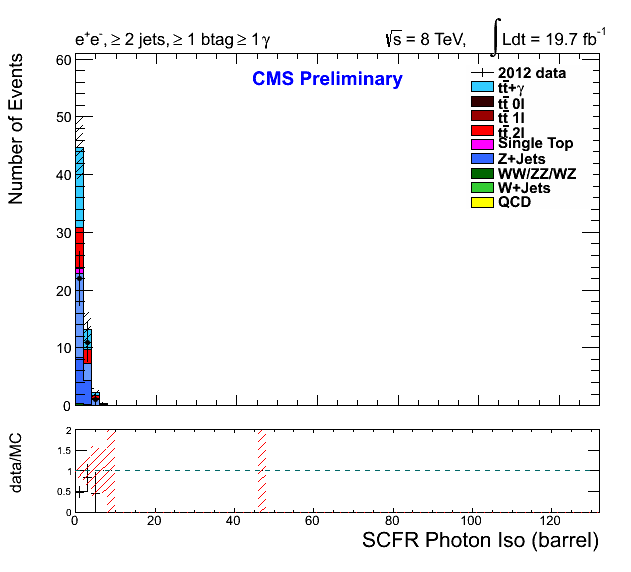 e⁺e⁻, ≥ 2 jets, ≥ 1 btag ≥ 1 γ
√s = 8 TeV, ∫ Ldt = 19.7 fb⁻¹
CMS Preliminary
Number of Events
60
50
40
30
20
10
0
2012 data
tt̄+γ
tt̄ 0l
tt̄ 1l
tt̄ 2l
Single Top
Z+Jets
WW/ZZ/WZ
W+Jets
QCD
data/MC
2
1.5
1
0.5
0
0 20 40 60 80 100 120
SCFR Photon Iso (barrel)